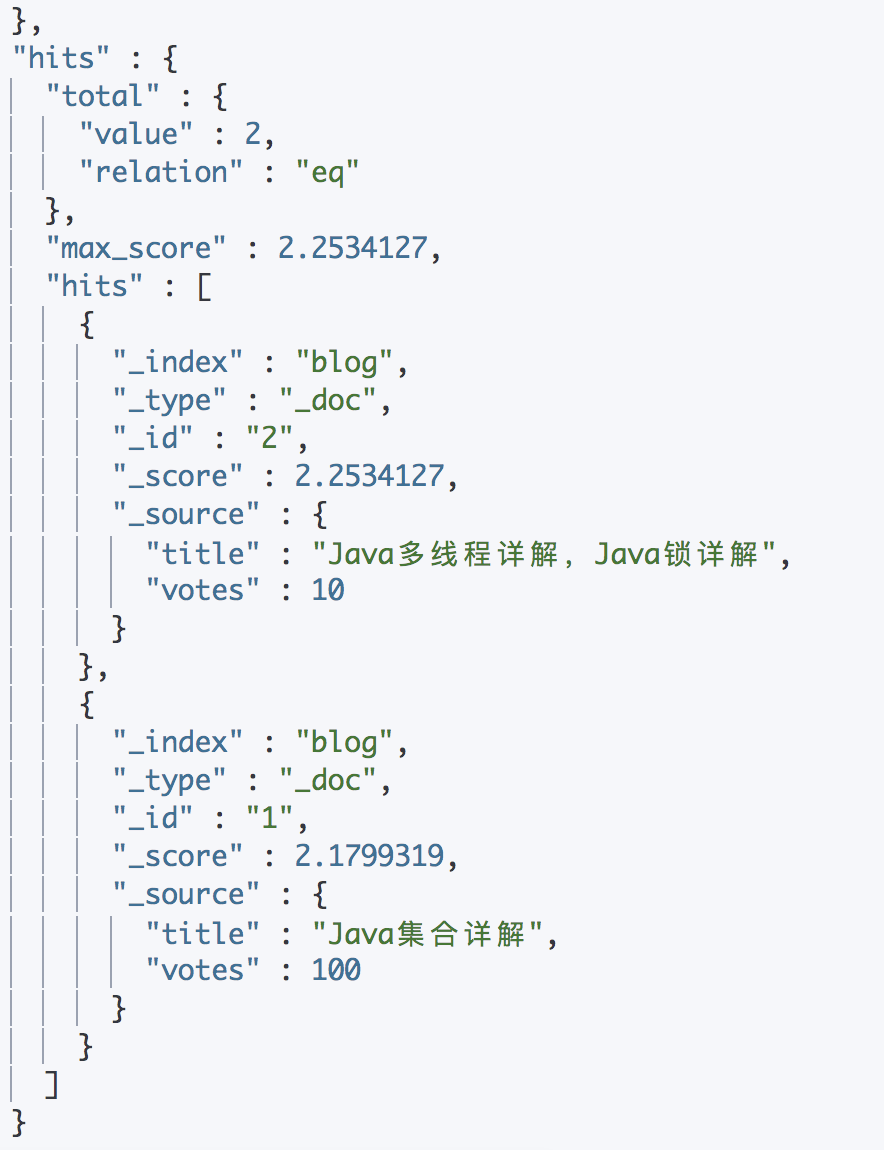 },
"hits" : {
  "total" : {
    "value" : 2,
    "relation" : "eq"
  },
  "max_score" : 2.2534127,
  "hits" : [
    {
      "_index" : "blog",
      "_type" : "_doc",
      "_id" : "2",
      "_score" : 2.2534127,
      "_source" : {
        "title" : "Java多线程详解，Java锁详解",
        "votes" : 10
      }
    },
    {
      "_index" : "blog",
      "_type" : "_doc",
      "_id" : "1",
      "_score" : 2.1799319,
      "_source" : {
        "title" : "Java集合详解",
        "votes" : 100
      }
    }
  ]
}